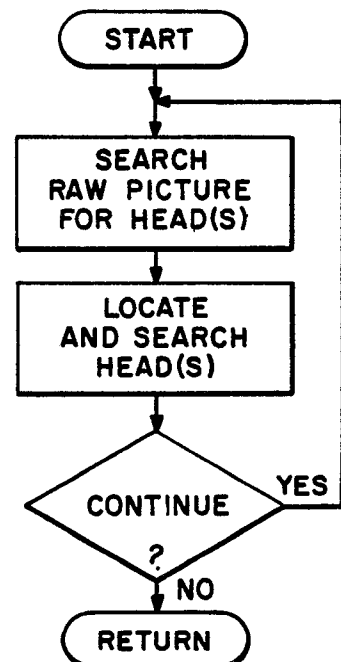 START
SEARCH
RAW PICTURE
FOR HEAD(S)
LOCATE
AND SEARCH
HEAD(S)
CONTINUE
?
YES
NO
RETURN